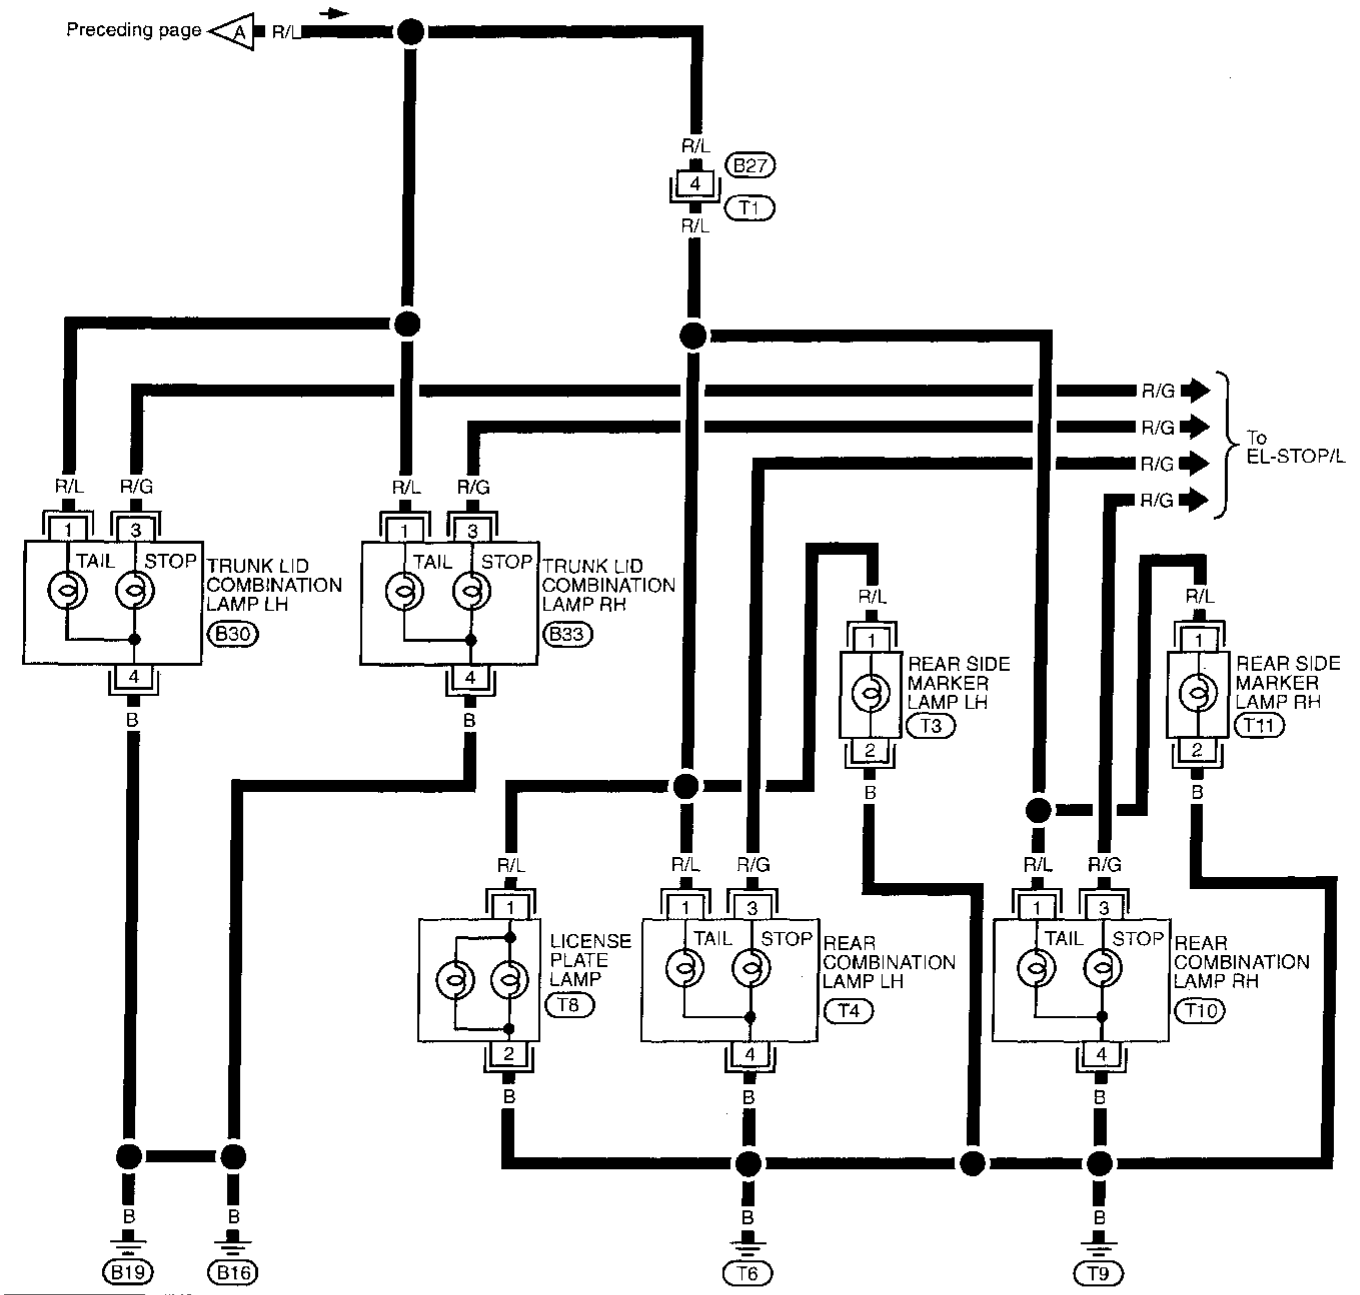 Preceding page A R/L
R/L
B27
4
T1
R/L
R/G
R/G
R/G
R/G
To
EL-STOP/L
R/L R/G
1 3
TAIL STOP
TRUNK LID
COMBINATION
LAMP LH
B30
4
B
R/L R/G
1 3
TAIL STOP
TRUNK LID
COMBINATION
LAMP RH
B33
4
B
R/L
1
REAR SIDE
MARKER
LAMP LH
T3
2
B
R/L
1
REAR SIDE
MARKER
LAMP RH
T11
2
B
R/L
1
LICENSE
PLATE
LAMP
T8
2
B
R/L R/G
1 3
TAIL STOP
REAR
COMBINATION
LAMP LH
T4
4
B
R/L R/G
1 3
TAIL STOP
REAR
COMBINATION
LAMP RH
T10
4
B
B B B B
B19 B16 T6 T9